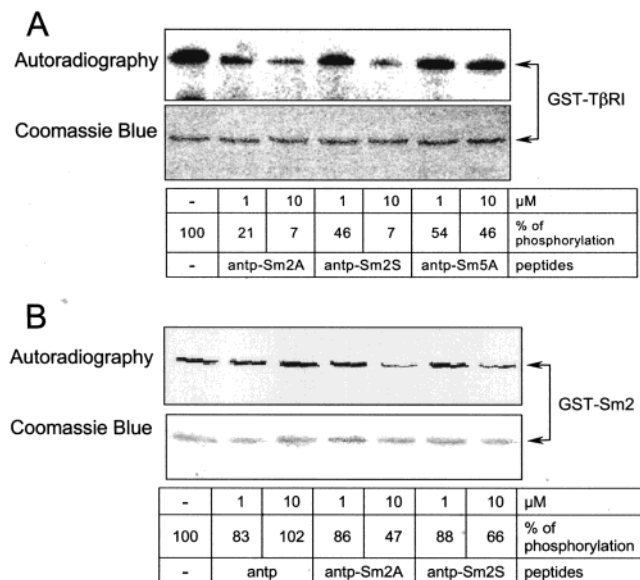 A
Autoradiography
GST-TβRI
Coomassie Blue
- 1 10 1 10 1 10 µM
100 21 7 46 7 54 46 % of phosphorylation
- antp-Sm2A antp-Sm2S antp-Sm5A peptides
B
Autoradiography
GST-Sm2
Coomassie Blue
- 1 10 1 10 1 10 µM
100 83 102 86 47 88 66 % of phosphorylation
- antp antp-Sm2A antp-Sm2S peptides